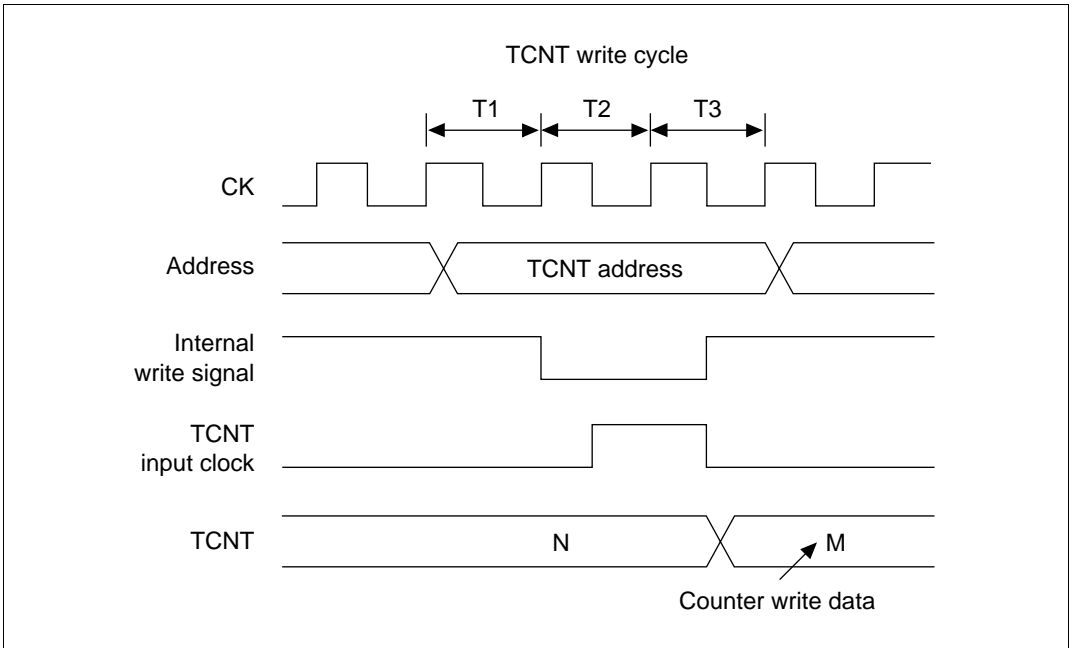 TCNT write cycle
T1 T2 T3
CK
Address
TCNT address
Internal
write signal
TCNT
input clock
TCNT
N
M
Counter write data